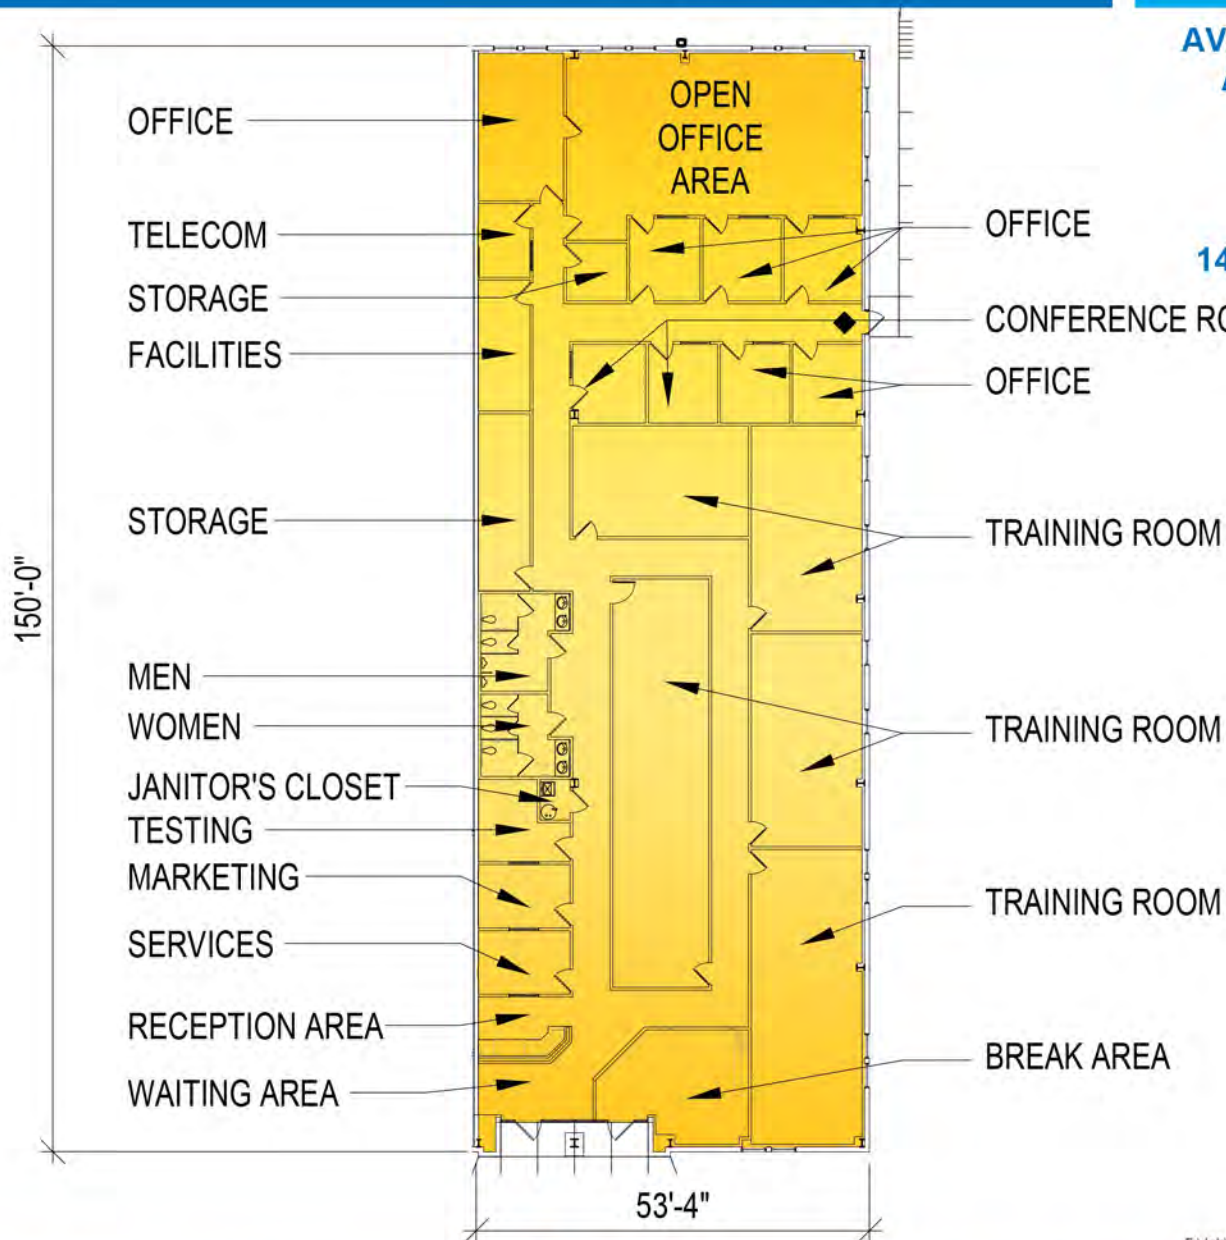 AV
14
OFFICE
OPEN
OFFICE
AREA
TELECOM
OFFICE
STORAGE
CONFERENCE RO
FACILITIES
OFFICE
STORAGE
TRAINING ROOM
150'-0"
MEN
WOMEN
TRAINING ROOM
JANITOR'S CLOSET
TESTING
MARKETING
TRAINING ROOM
SERVICES
RECEPTION AREA
BREAK AREA
WAITING AREA
53'-4"